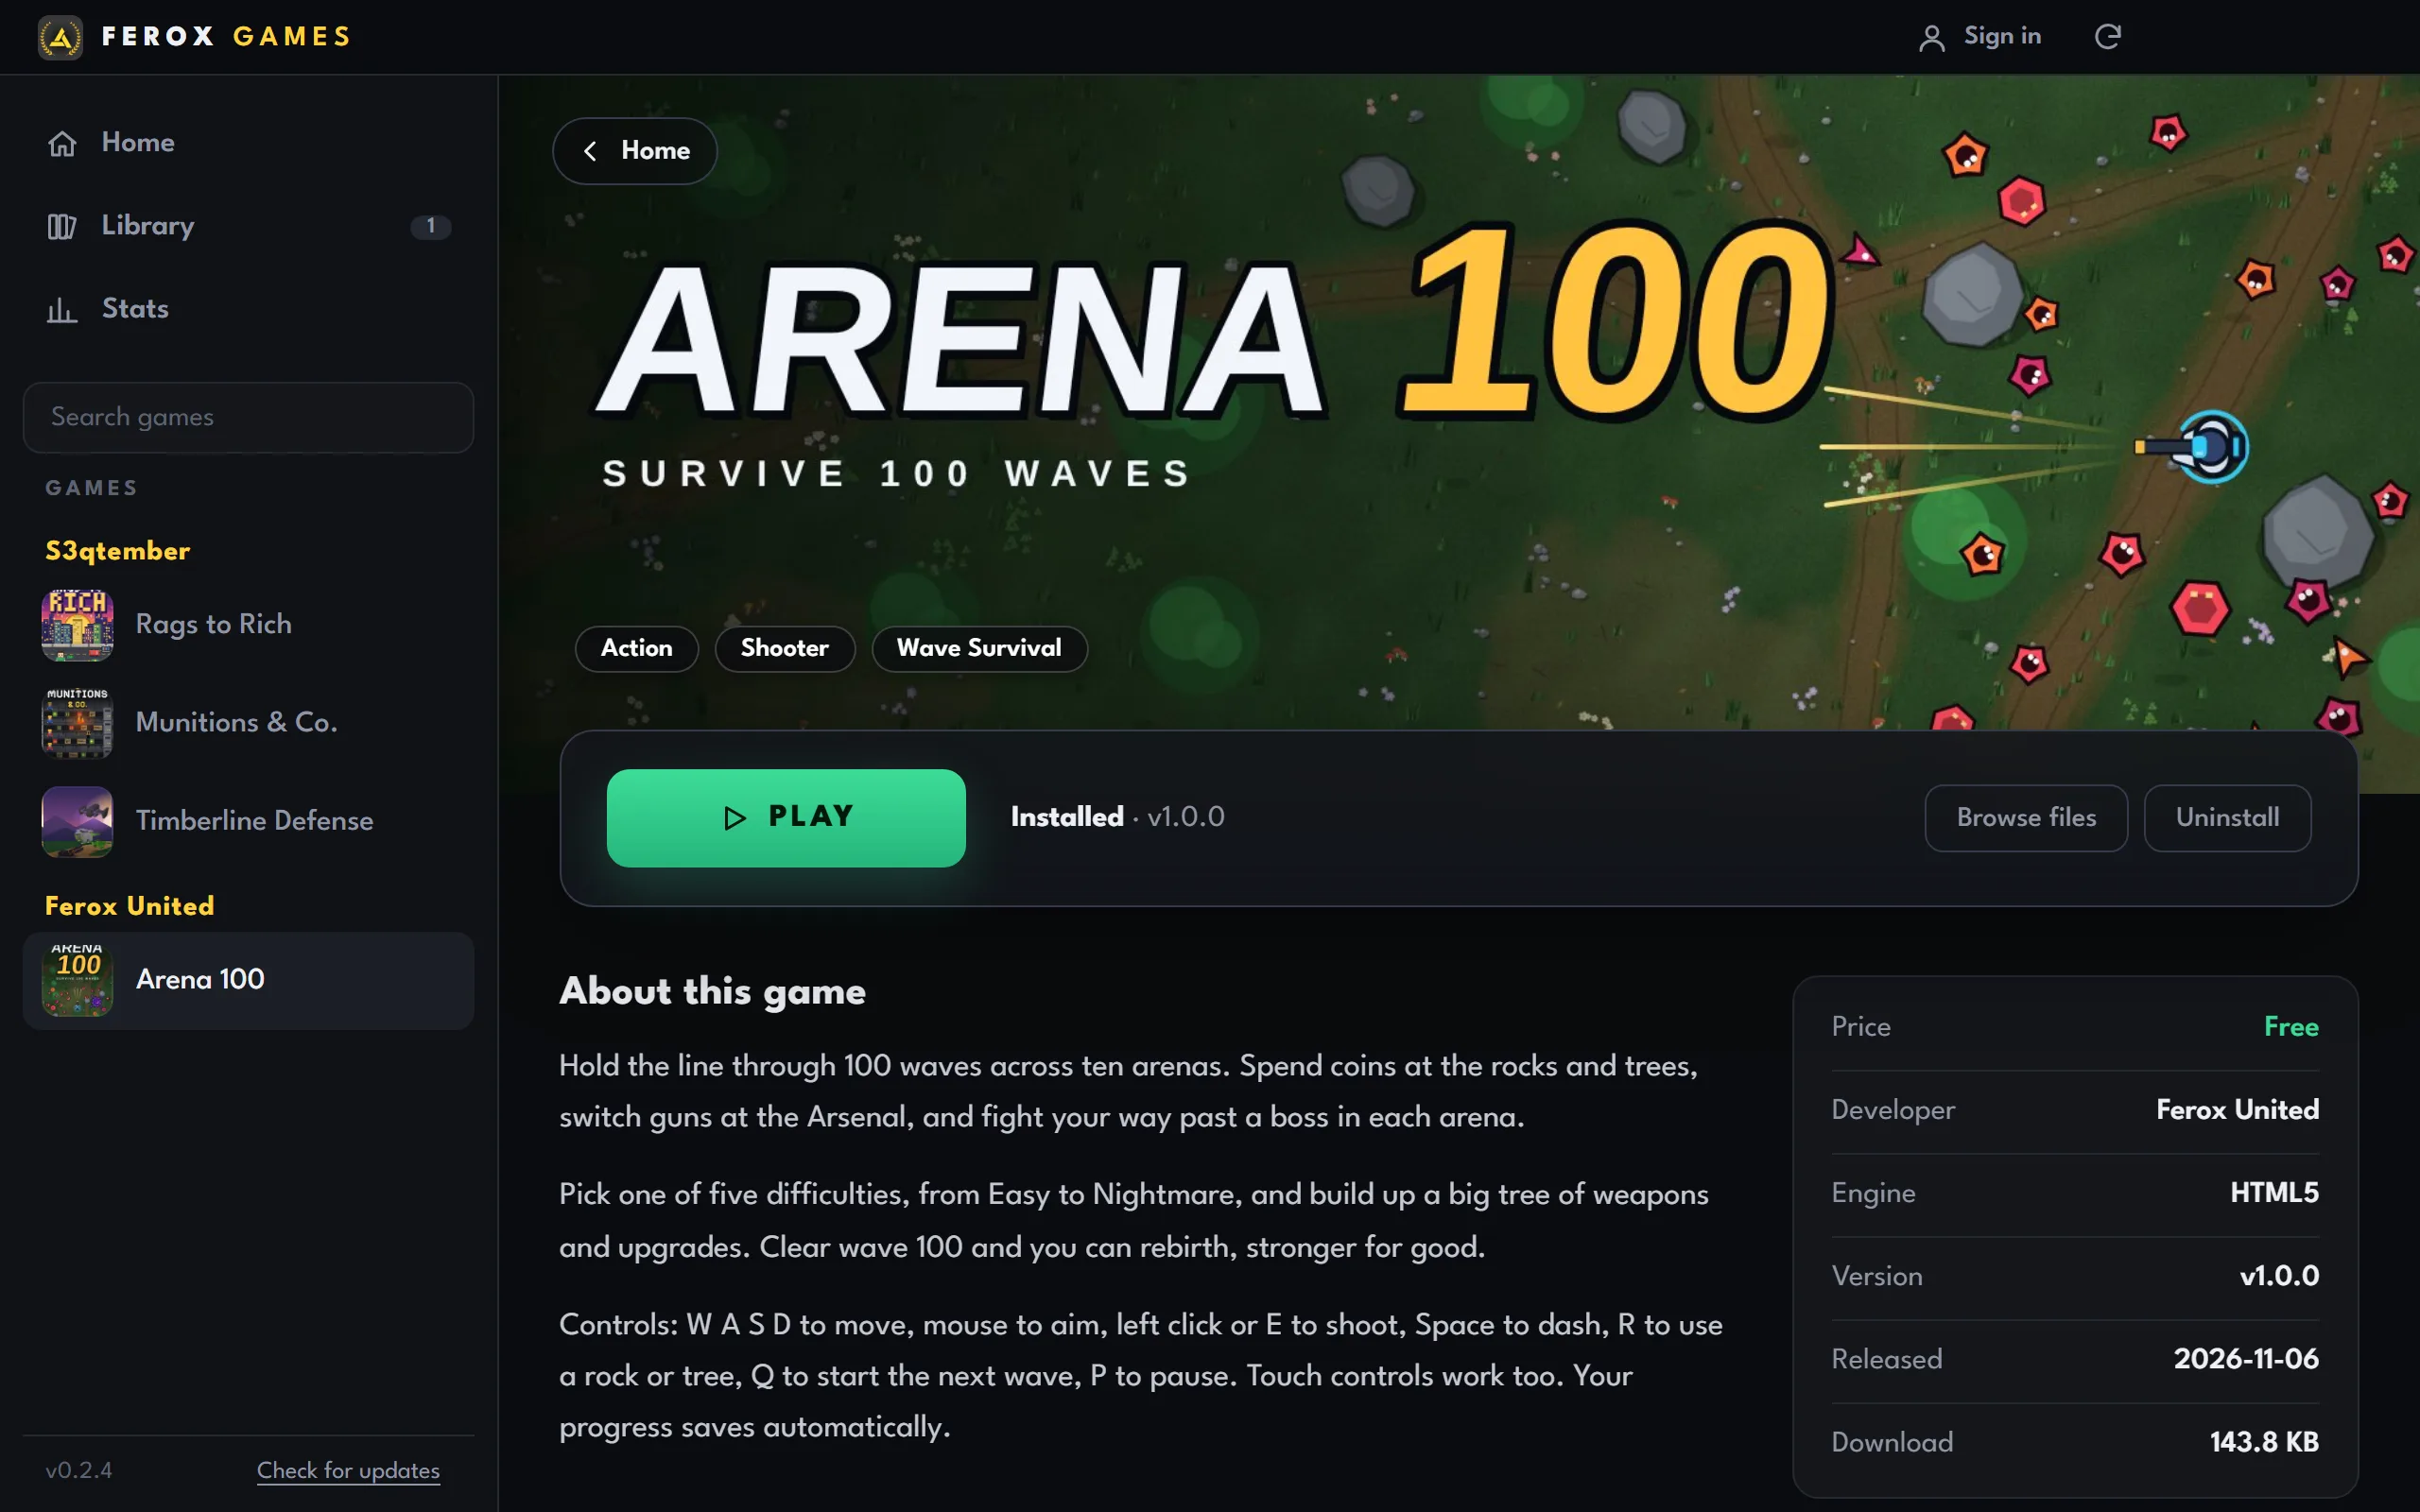 FEROX GAMES
Sign in
Home
Library
1
Stats
Search games
GAMES
S3qtember
RICH
Rags to Rich
MUNITIONS
& CO.
Munitions & Co.
Timberline Defense
Ferox United
ARENA
100
Arena 100
v0.2.4
Check for updates
Home
ARENA 100
SURVIVE 100 WAVES
Action
Shooter
Wave Survival
PLAY
Installed · v1.0.0
Browse files
Uninstall
About this game
Hold the line through 100 waves across ten arenas. Spend coins at the rocks and trees,
switch guns at the Arsenal, and fight your way past a boss in each arena.
Pick one of five difficulties, from Easy to Nightmare, and build up a big tree of weapons
and upgrades. Clear wave 100 and you can rebirth, stronger for good.
Controls: W A S D to move, mouse to aim, left click or E to shoot, Space to dash, R to use
a rock or tree, Q to start the next wave, P to pause. Touch controls work too. Your
progress saves automatically.
Price Free
Developer Ferox United
Engine HTML5
Version v1.0.0
Released 2026-11-06
Download 143.8 KB